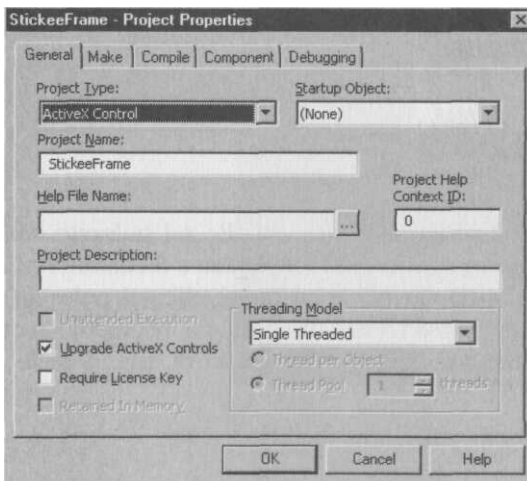 StickeeFrame - Project Properties
General Make Compile Component Debugging
Project Type: Startup Object:
ActiveX Control (None)
Project Name:
StickeeFrame
Help File Name: Project Help Context ID:
... 0
Project Description:
Unattended Execution
Upgrade ActiveX Controls
Require License Key
Retained In Memory
Threading Model
Single Threaded
Thread per Object
Thread Pool 1 threads
OK Cancel Help